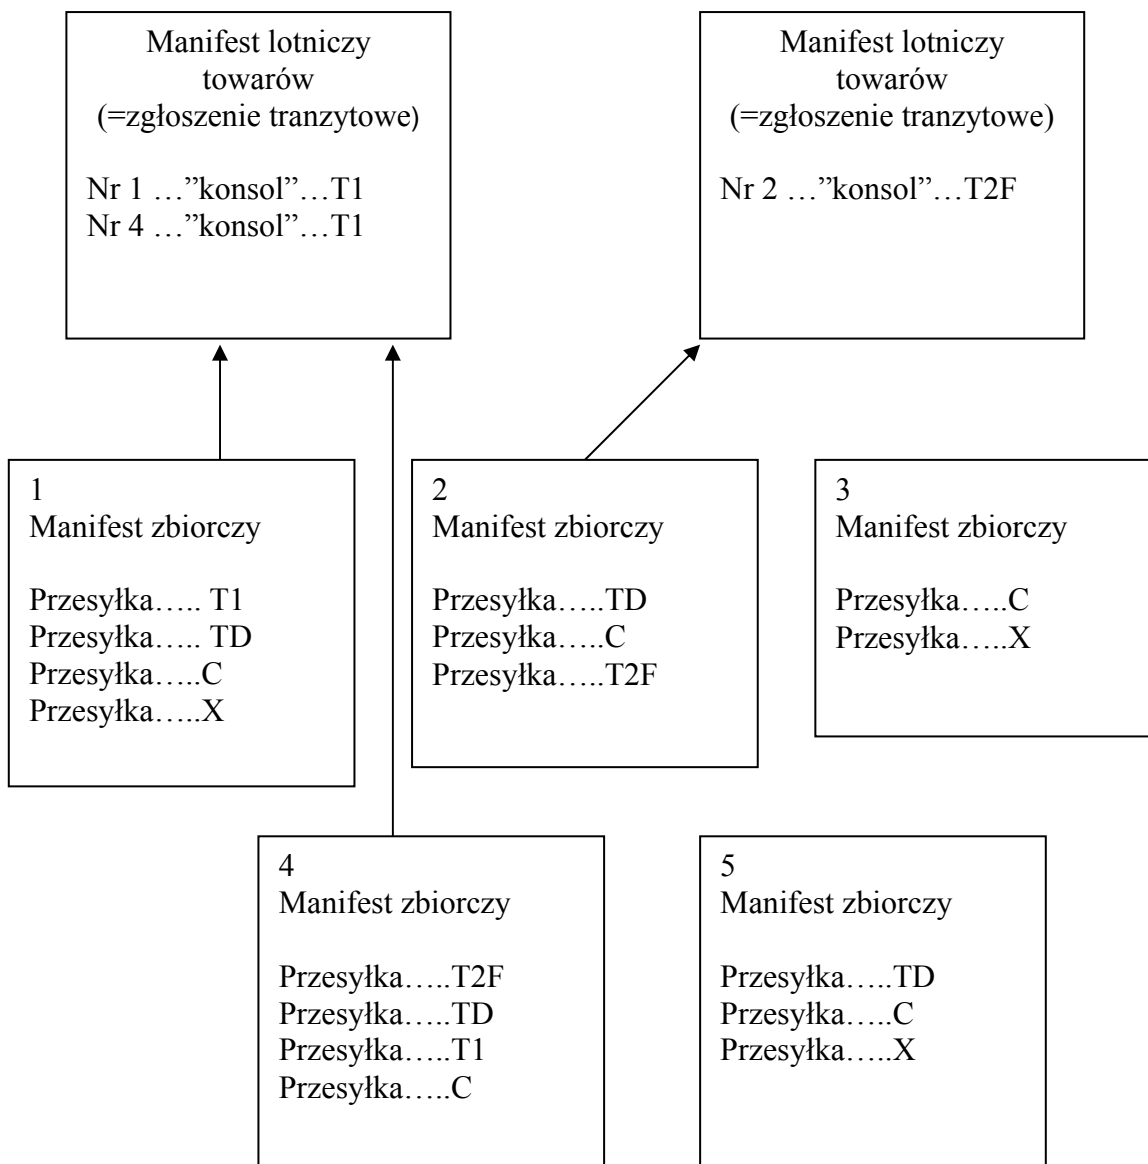 Manifest lotniczy
towarów
(=zgłoszenie tranzytowe)
Nr 1 …”konsol”…T1
Nr 4 …”konsol”…T1
Manifest lotniczy
towarów
(=zgłoszenie tranzytowe)
Nr 2 …”konsol”…T2F
1
Manifest zbiorczy
Przesyłka….. T1
Przesyłka….. TD
Przesyłka…..C
Przesyłka…..X
2
Manifest zbiorczy
Przesyłka…..TD
Przesyłka…..C
Przesyłka…..T2F
3
Manifest zbiorczy
Przesyłka…..C
Przesyłka…..X
4
Manifest zbiorczy
Przesyłka…..T2F
Przesyłka…..TD
Przesyłka…..T1
Przesyłka…..C
5
Manifest zbiorczy
Przesyłka…..TD
Przesyłka…..C
Przesyłka…..X